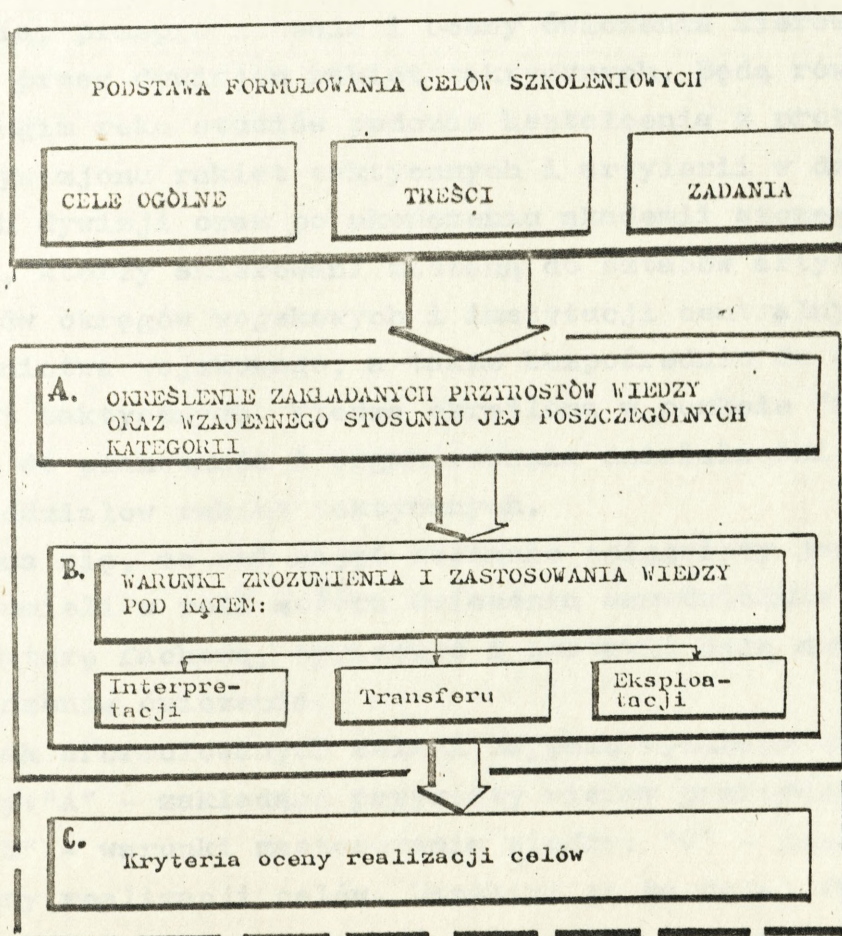 PODSTAWA FORMUŁOWANIA CELÓW SZKOLENIOWYCH
CELE OGÓLNE
TREŚCI
ZADANIA
A. OKREŚLENIE ZAKŁADANYCH PRZYROSTÓW WIEDZY
ORAZ WZAJEMNEGO STOSUNKU JEJ POSZCZEGÓLNYCH
KATEGORII
B. WARUNKI ZROZUMIENIA I ZASTOSOWANIA WIEDZY
POD KĄTEM:
Interpre-
tacji
Transferu
Eksploa-
tacji
C. Kryteria oceny realizacji celów